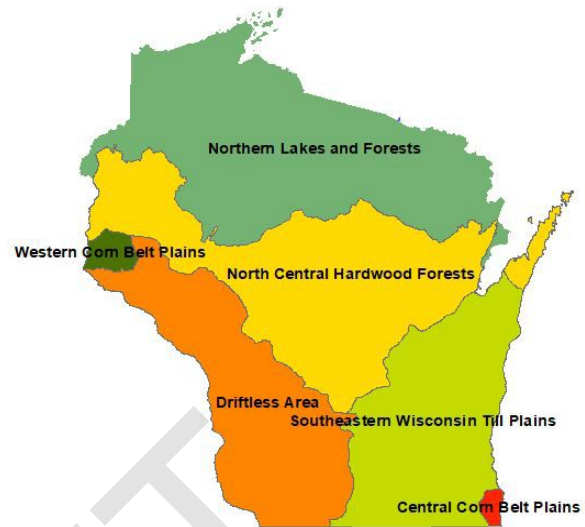 Northern Lakes and Forests
Western Corn Belt Plains
North Central Hardwood Forests
Driftless Area
Southeastern Wisconsin Till Plains
Central Corn Belt Plains